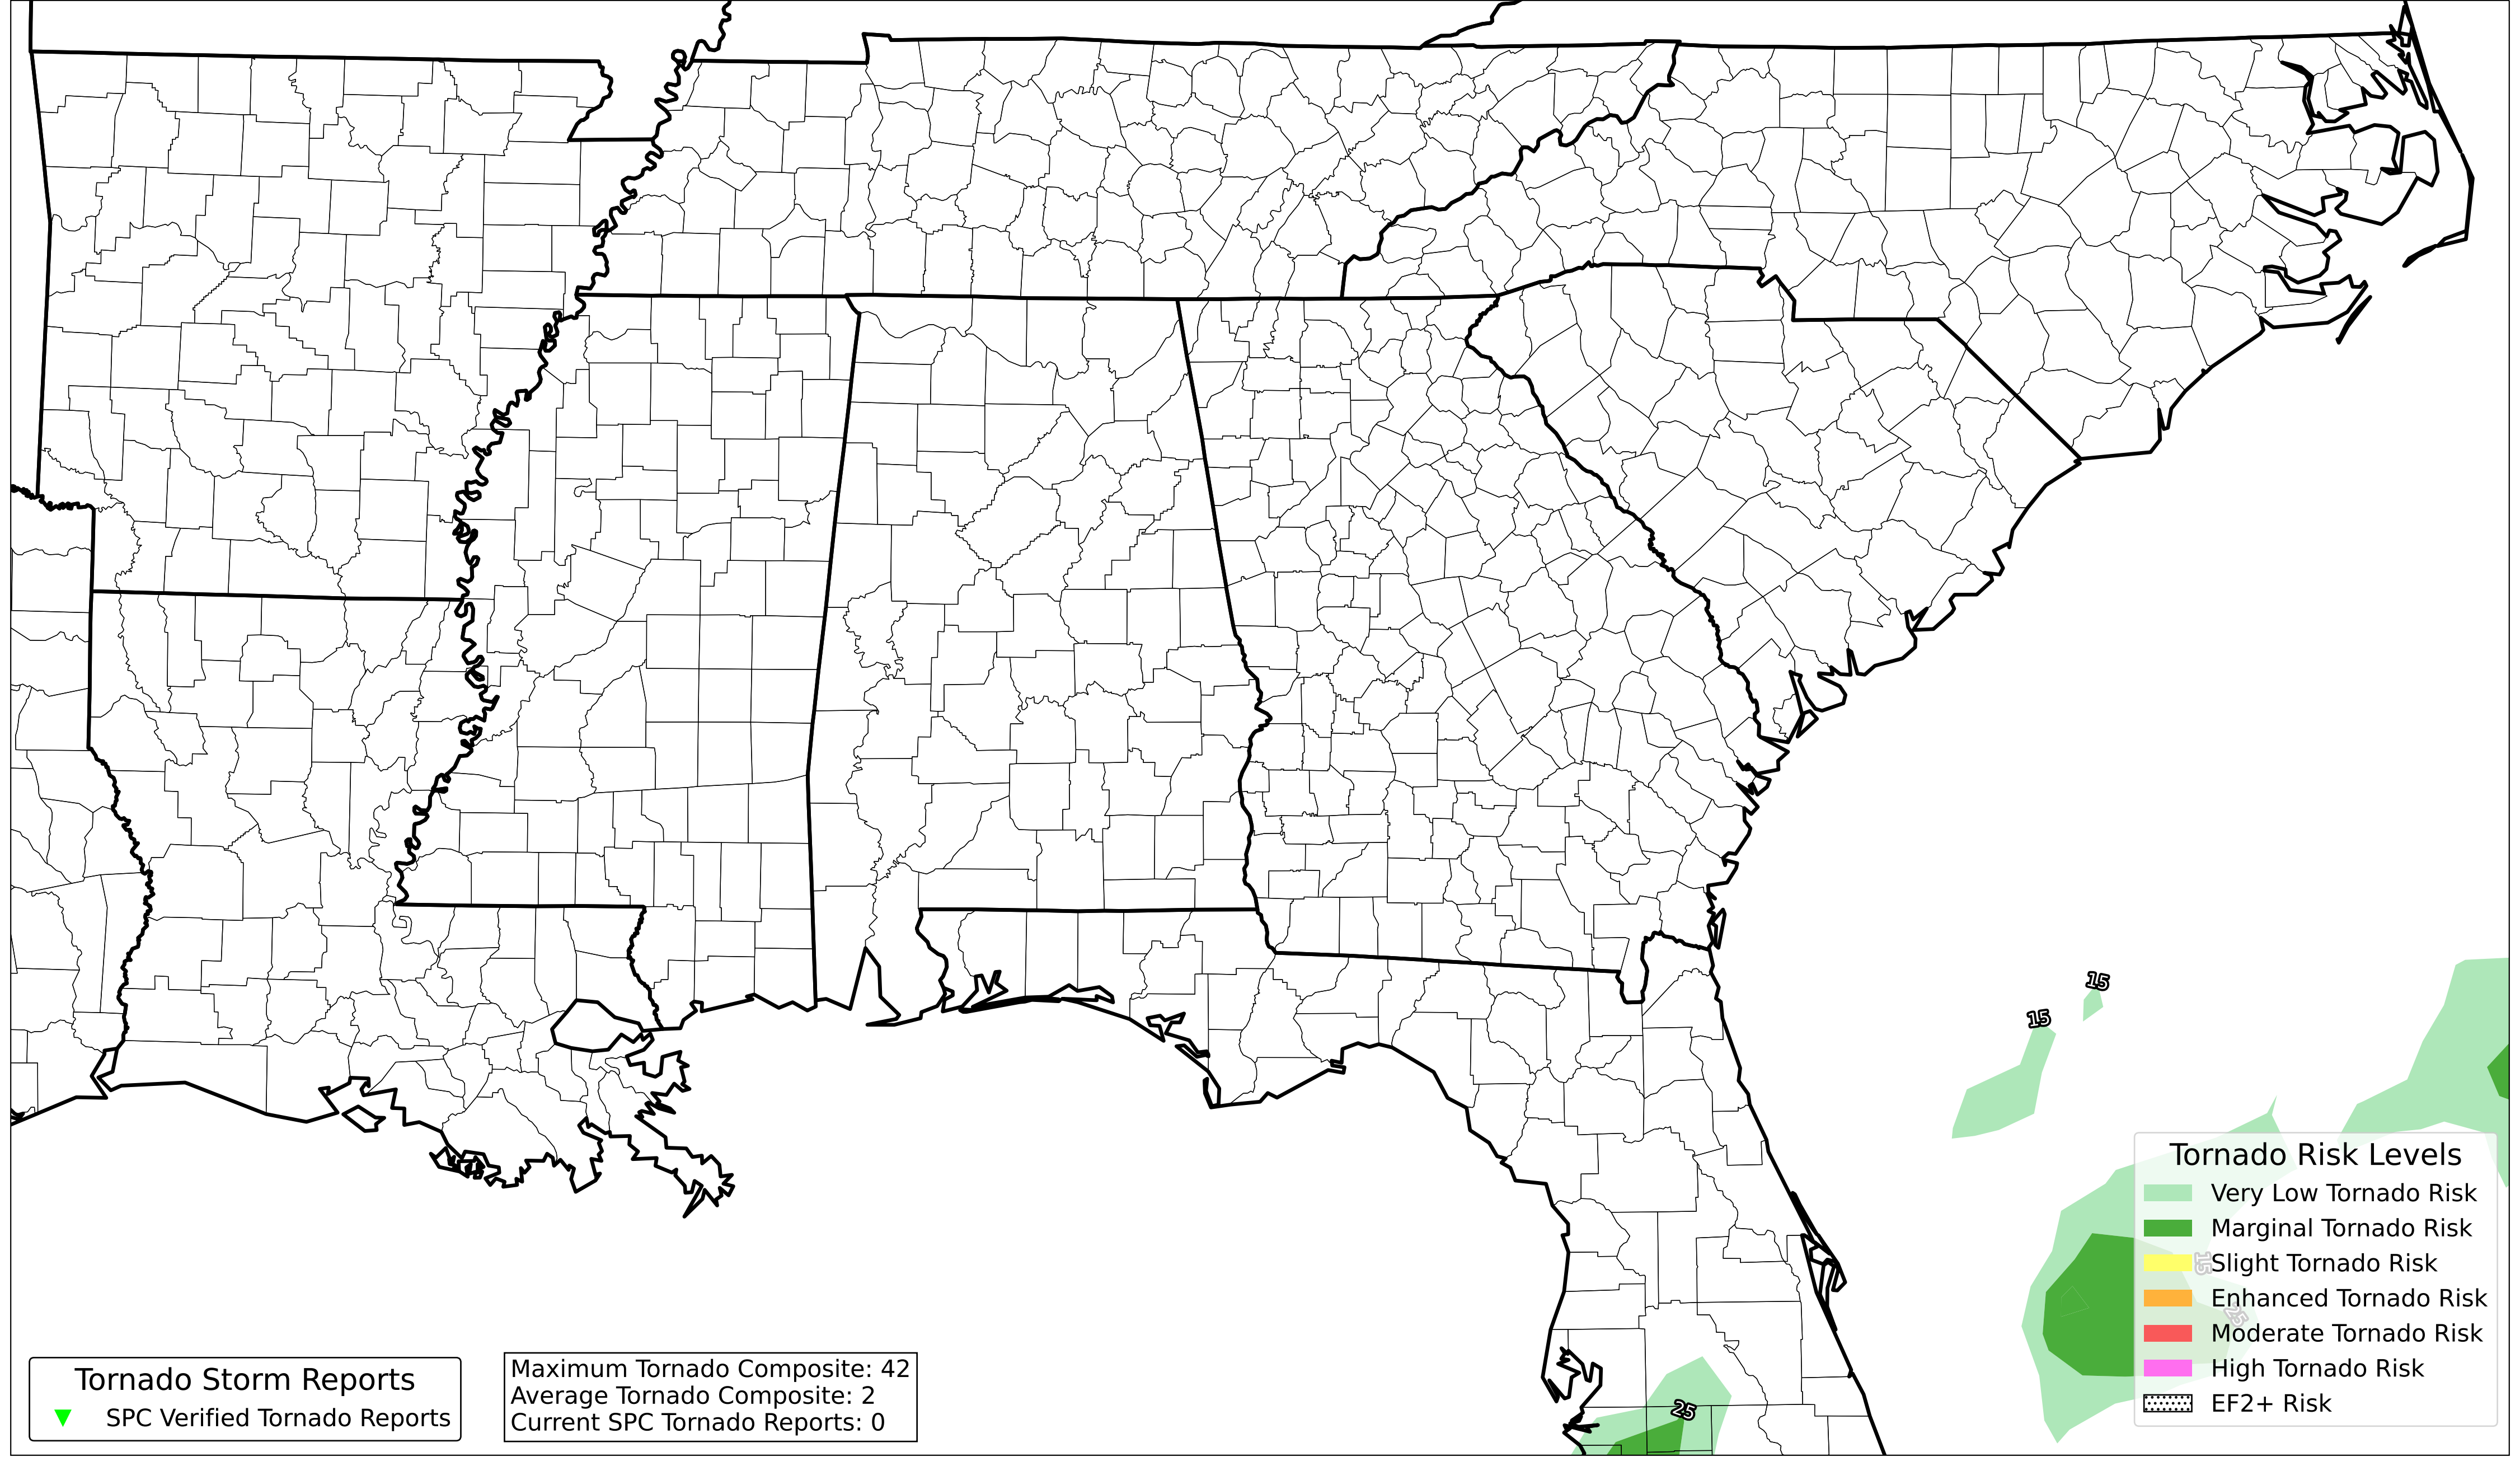 15
15
Tornado Risk Levels
Very Low Tornado Risk
Marginal Tornado Risk
15
Slight Tornado Risk
Enhanced Tornado Risk
25
Moderate Tornado Risk
High Tornado Risk
EF2+ Risk
25
Tornado Storm Reports
SPC Verified Tornado Reports
Maximum Tornado Composite: 42
Average Tornado Composite: 2
Current SPC Tornado Reports: 0